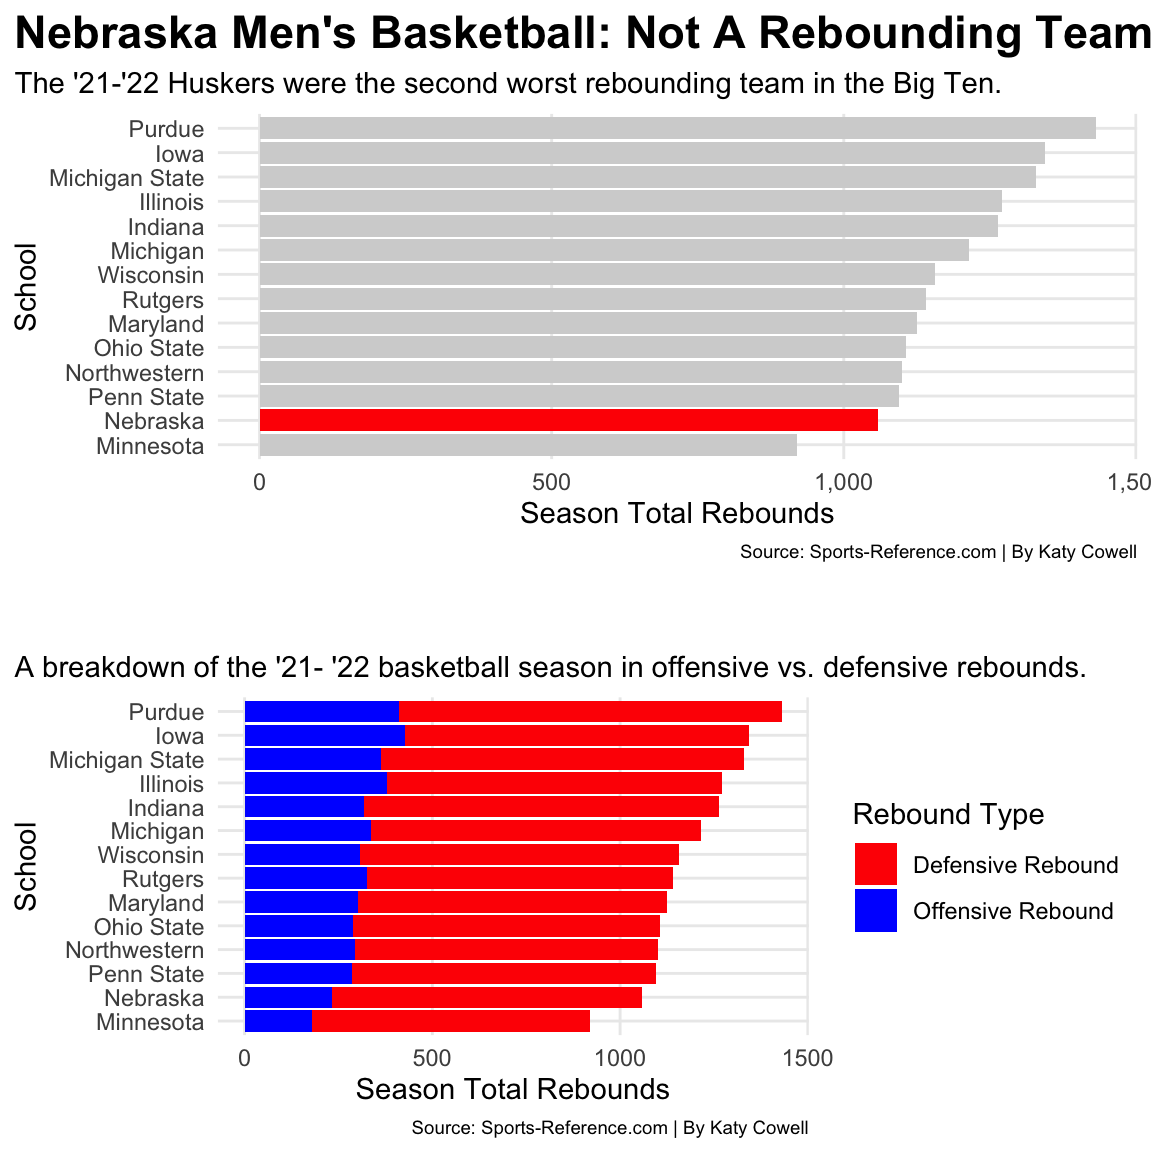 Nebraska Men's Basketball: Not A Rebounding Team
The '21-'22 Huskers were the second worst rebounding team in the Big Ten.
School
Purdue
Iowa
Michigan State
Illinois
Indiana
Michigan
Wisconsin
Rutgers
Maryland
Ohio State
Northwestern
Penn State
Nebraska
Minnesota
0 500 1,000 1,50
Season Total Rebounds
Source: Sports-Reference.com | By Katy Cowell
A breakdown of the '21- '22 basketball season in offensive vs. defensive rebounds.
School
Purdue
Iowa
Michigan State
Illinois
Indiana
Michigan
Wisconsin
Rutgers
Maryland
Ohio State
Northwestern
Penn State
Nebraska
Minnesota
0 500 1000 1500
Season Total Rebounds
Rebound Type
Defensive Rebound
Offensive Rebound
Source: Sports-Reference.com | By Katy Cowell